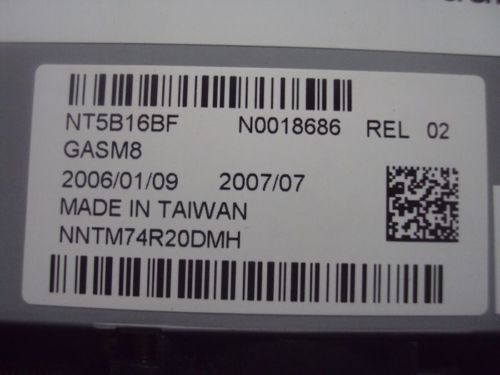 NT5B16BF N0018686 REL 02
GASM8
2006/01/09 2007/07
MADE IN TAIWAN
NNTM74R20DMH